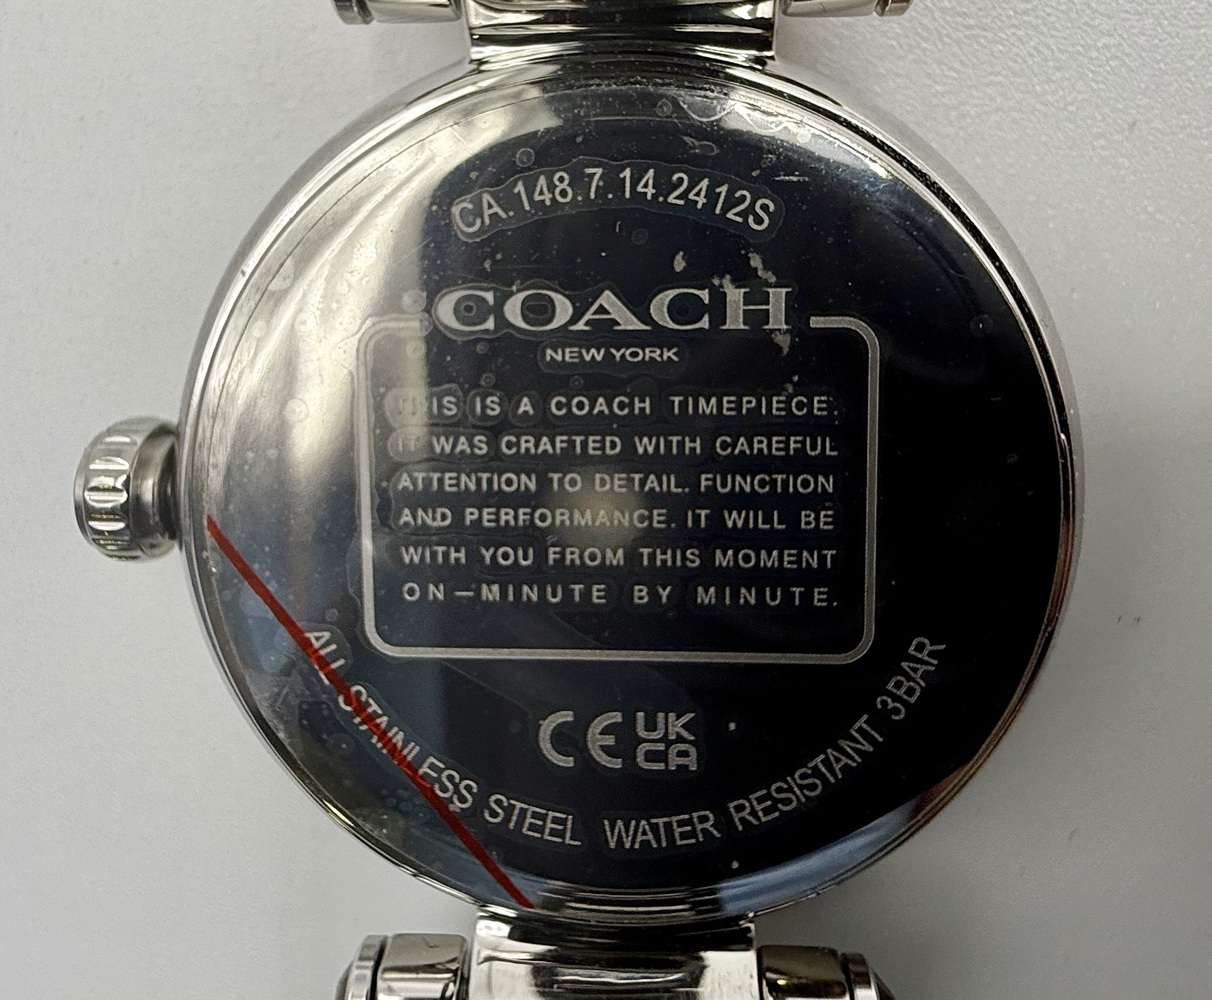 CA.148.7.14.2412S
COACH
NEW YORK
THIS IS A COACH TIMEPIECE.
IT WAS CRAFTED WITH CAREFUL
ATTENTION TO DETAIL. FUNCTION
AND PERFORMANCE. IT WILL BE
WITH YOU FROM THIS MOMENT
ON—MINUTE BY MINUTE.
CE UK
CA
ALL STAINLESS STEEL WATER RESISTANT 3BAR